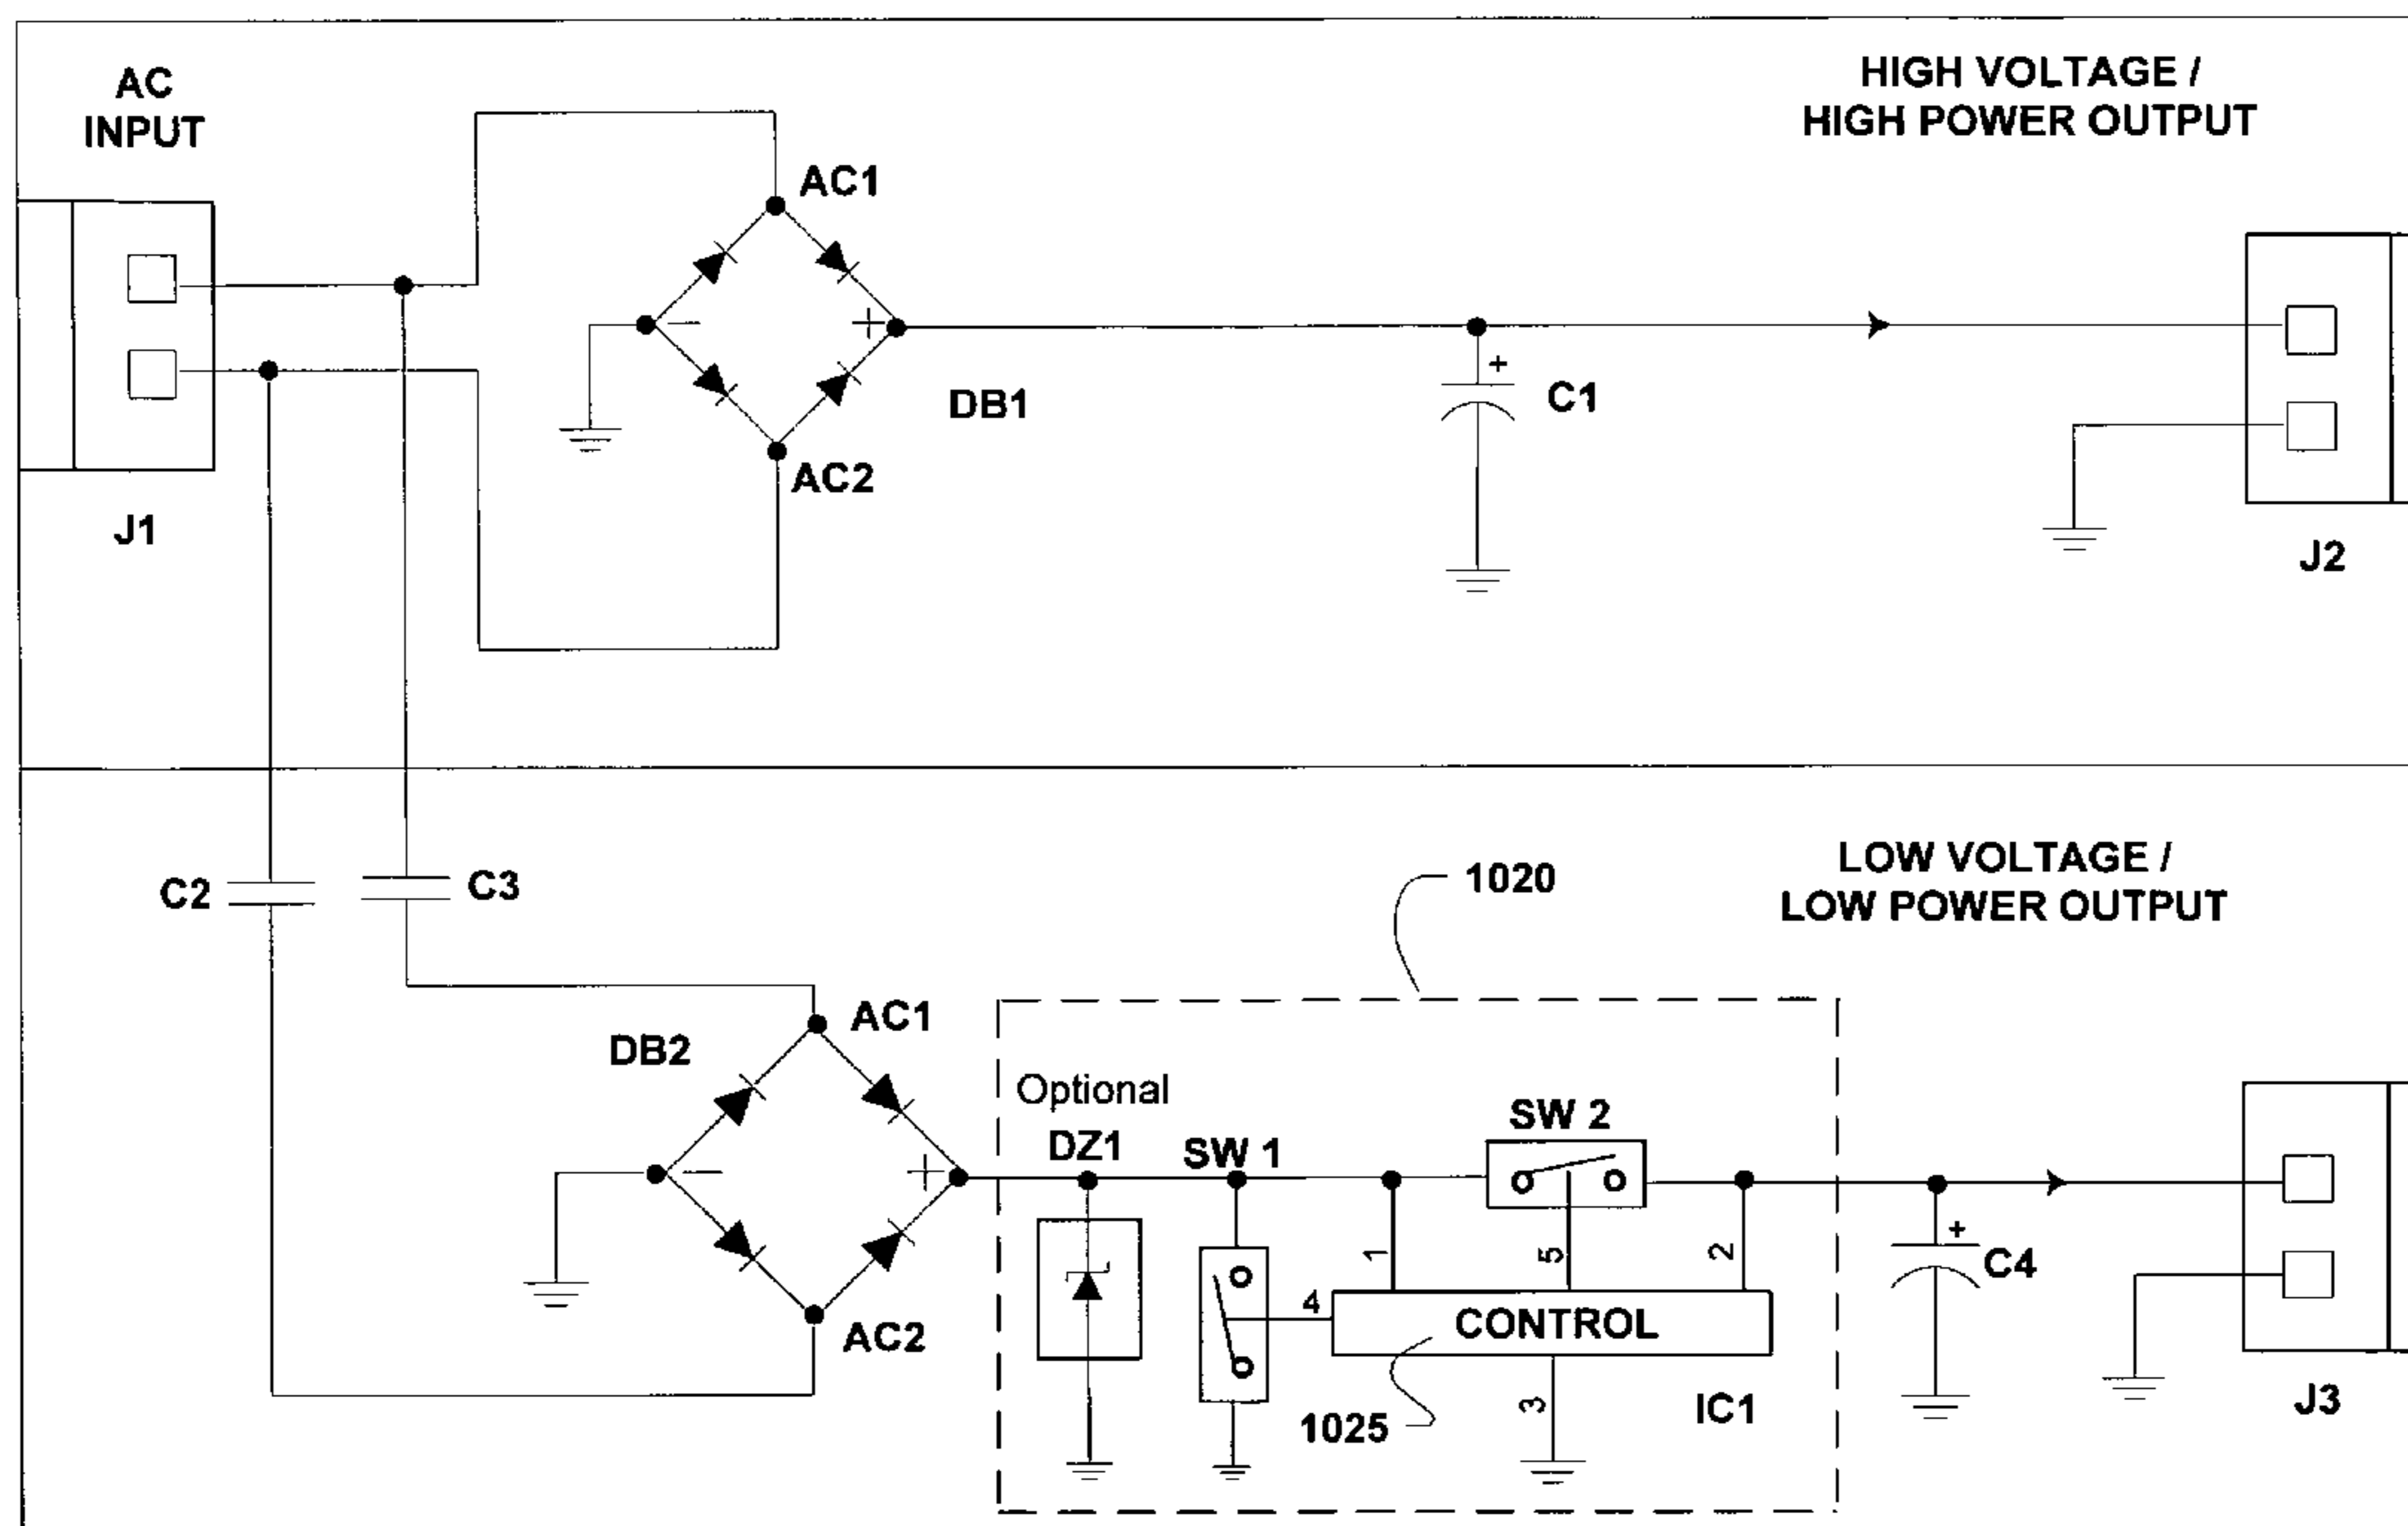 AC
INPUT
HIGH VOLTAGE /
HIGH POWER OUTPUT
AC1
−
+
+
C1
DB1
AC2
J1
J2
C2
C3
1020
LOW VOLTAGE /
LOW POWER OUTPUT
AC1
DB2
Optional
DZ1
SW 1
SW 2
−
+
1
5
2
+
C4
4
CONTROL
AC2
1025
3
IC1
J3